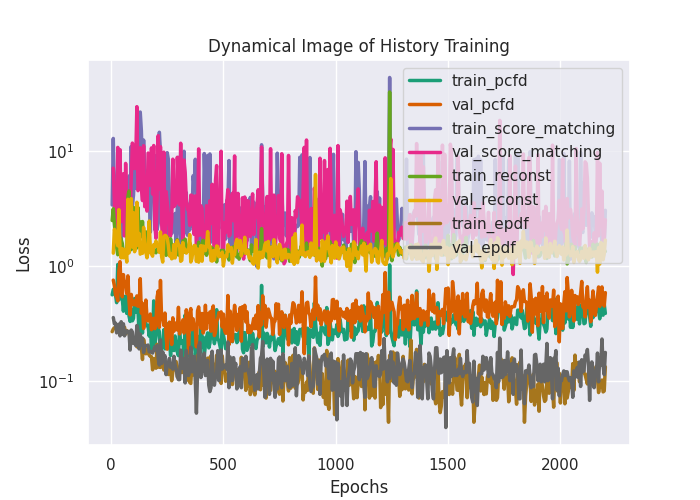 Dynamical Image of History Training
train_pcfd
val_pcfd
train_score_matching
val_score_matching
train_reconst
val_reconst
train_epdf
val_epdf
Loss
10¹
10⁰
10⁻¹
0
500
1000
1500
2000
Epochs